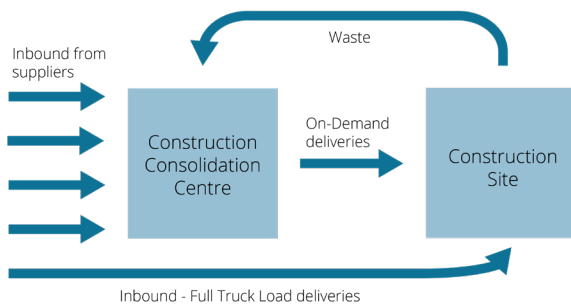 Waste
Inbound from
suppliers
On-Demand
deliveries
Construction
Consolidation
Centre
Construction
Site
Inbound - Full Truck Load deliveries